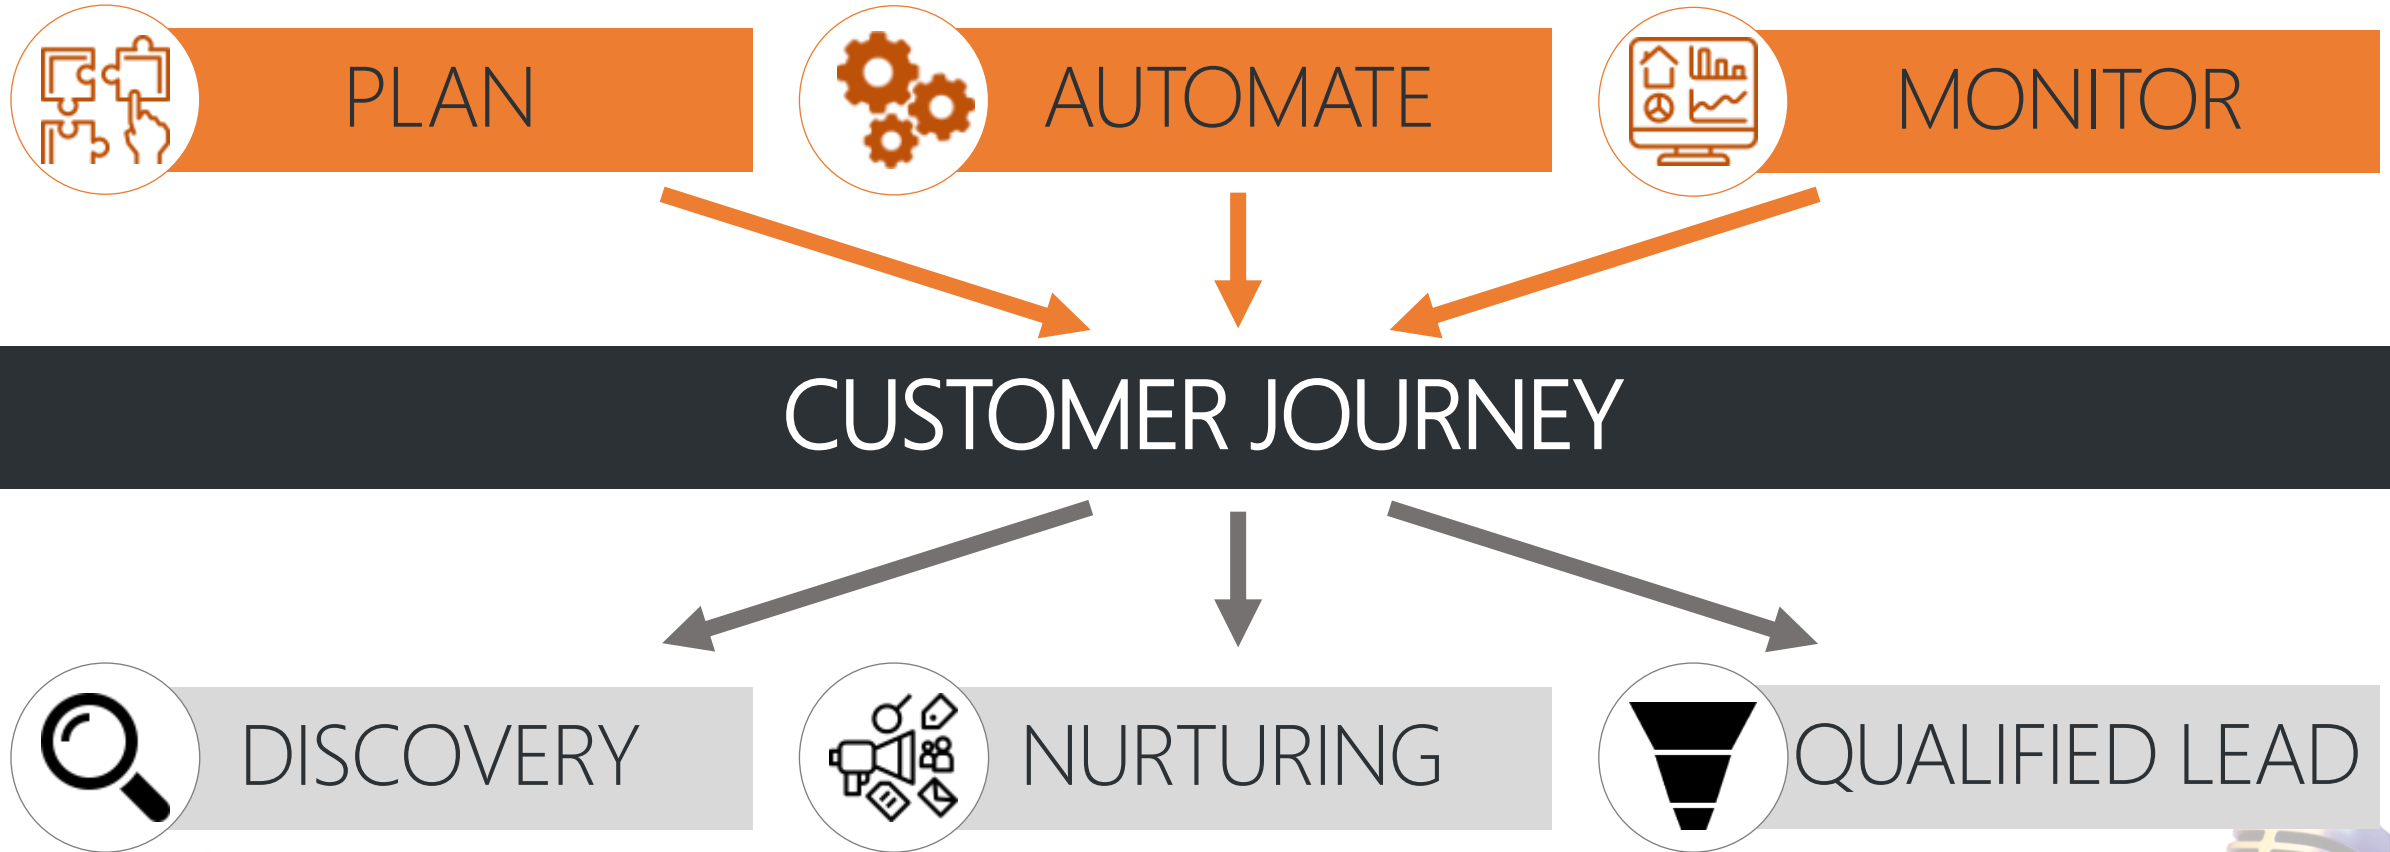 PLAN
AUTOMATE
MONITOR
CUSTOMER JOURNEY
DISCOVERY
NURTURING
QUALIFIED LEAD